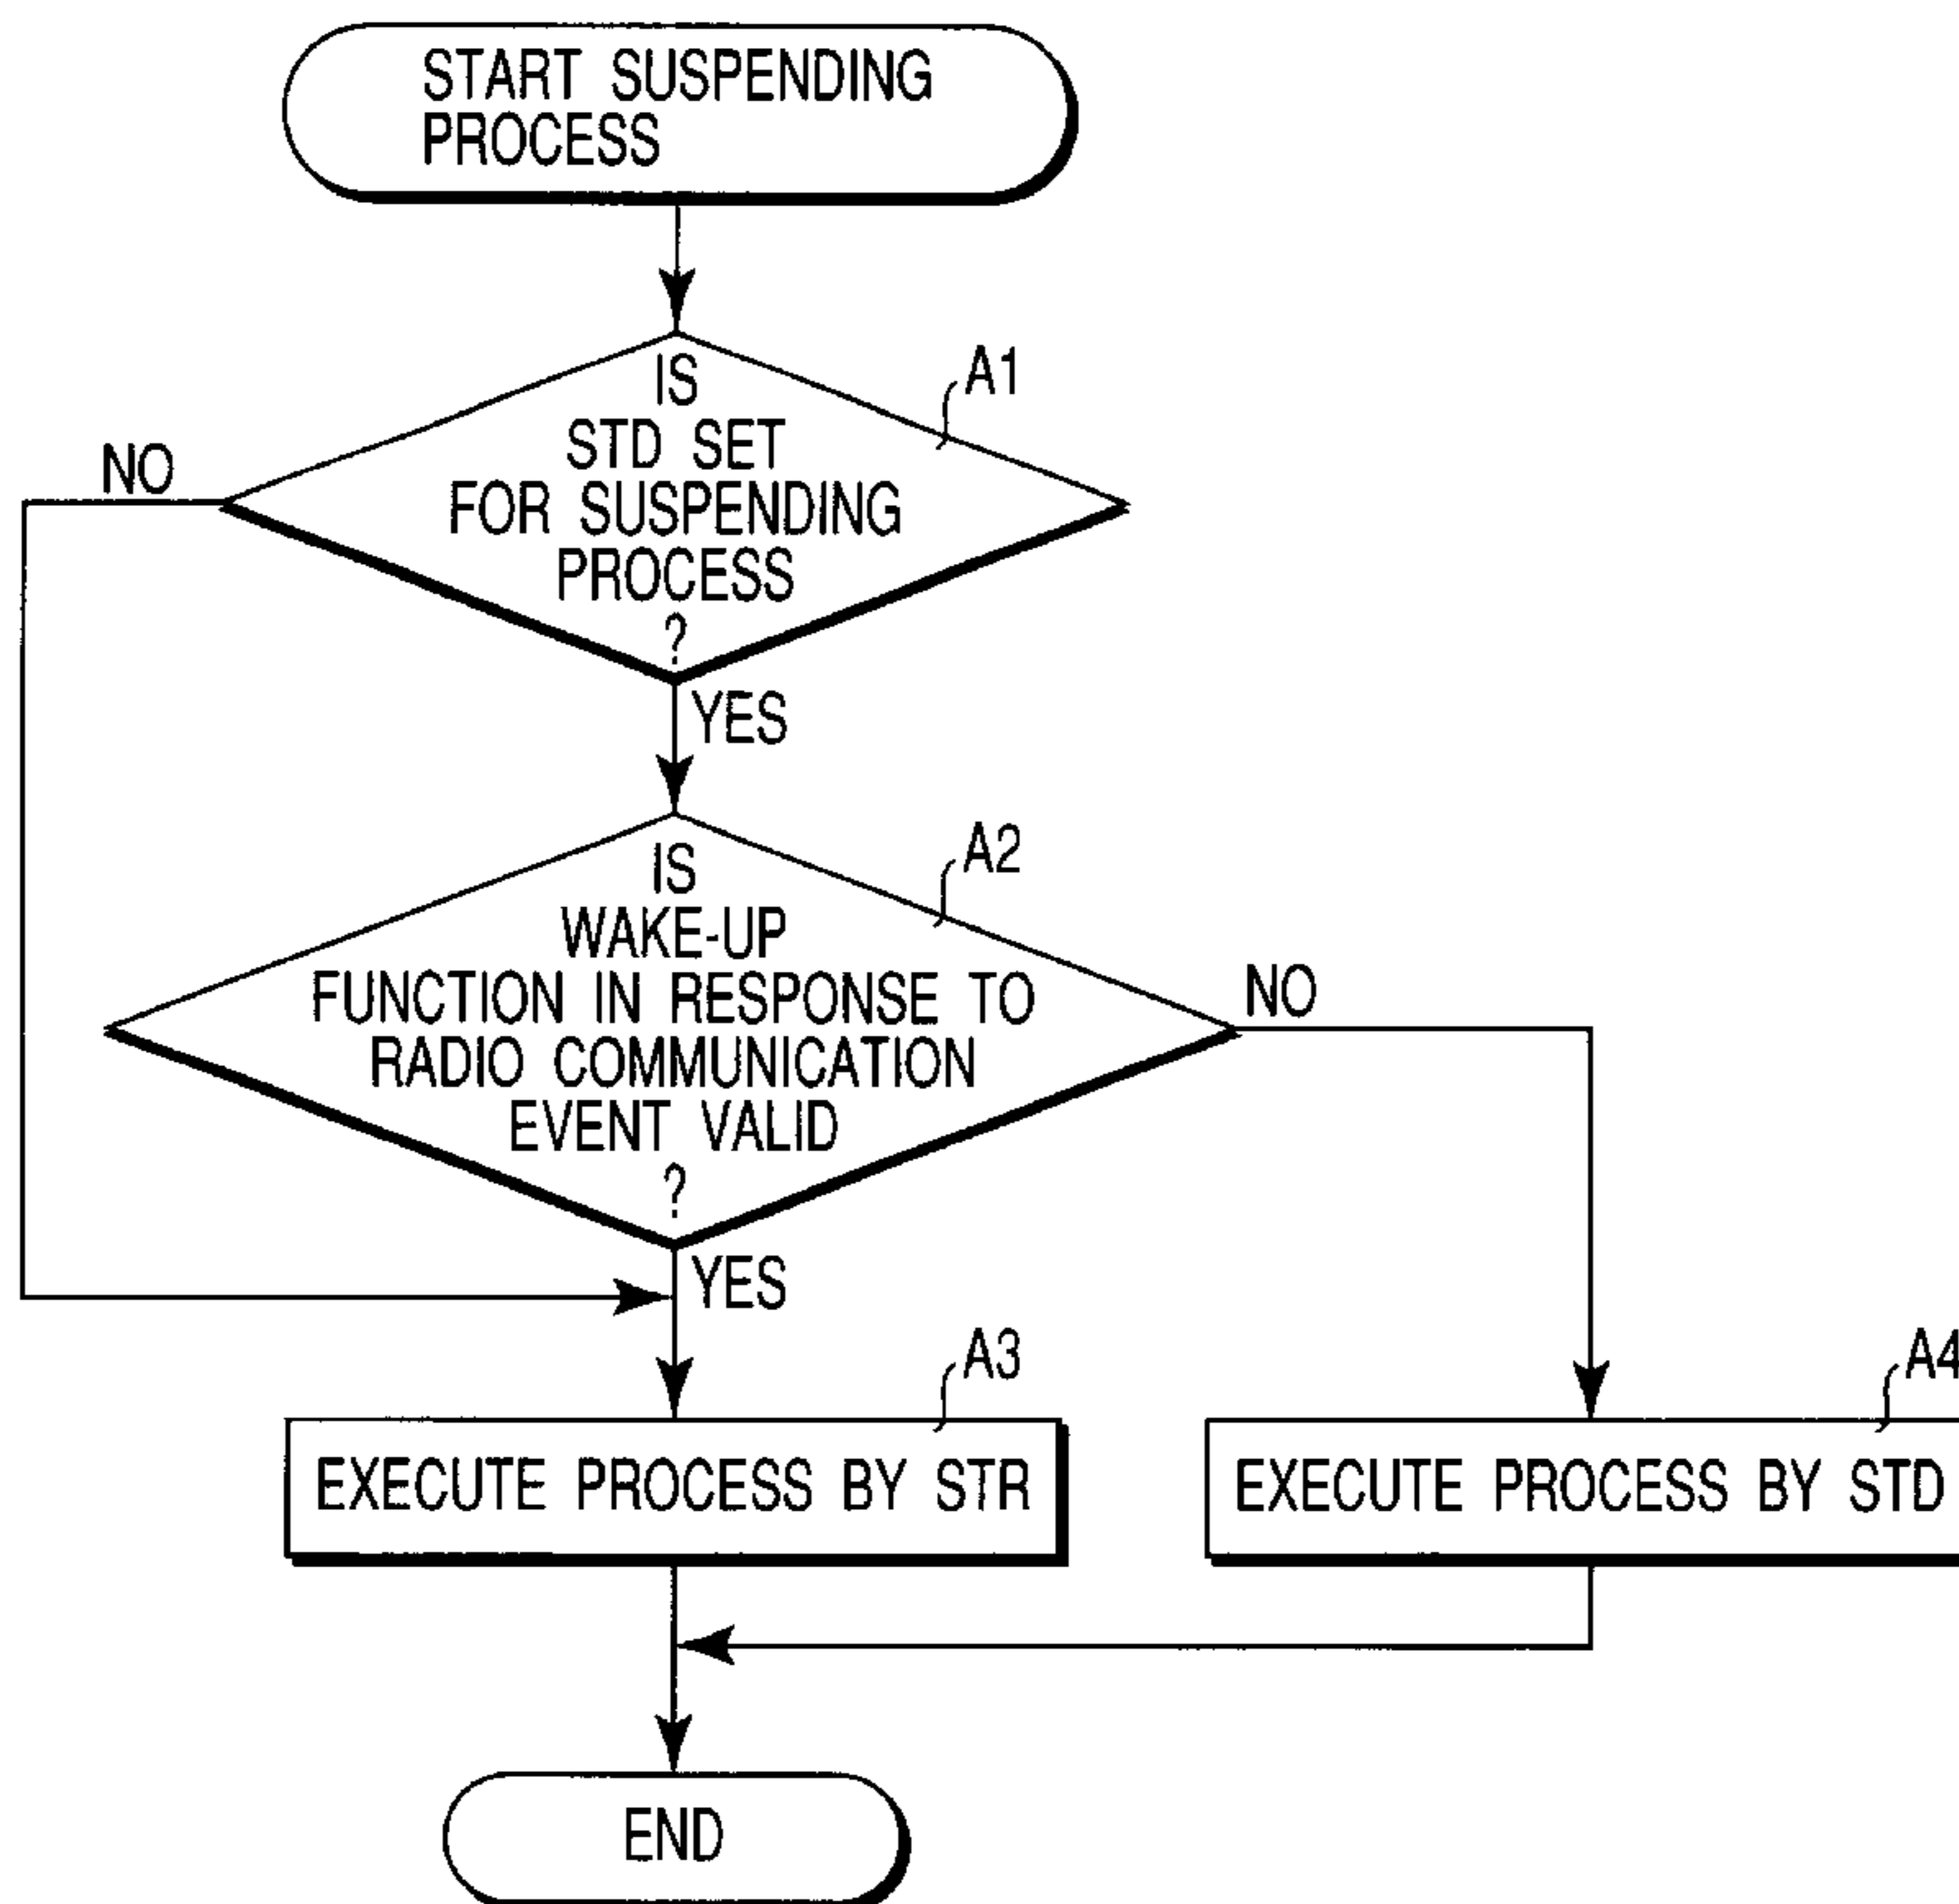 START SUSPENDING
PROCESS
IS
STD SET
FOR SUSPENDING
PROCESS
?
A1
NO
YES
IS
WAKE-UP
FUNCTION IN RESPONSE TO
RADIO COMMUNICATION
EVENT VALID
?
A2
NO
YES
A3
EXECUTE PROCESS BY STR
A4
EXECUTE PROCESS BY STD
END